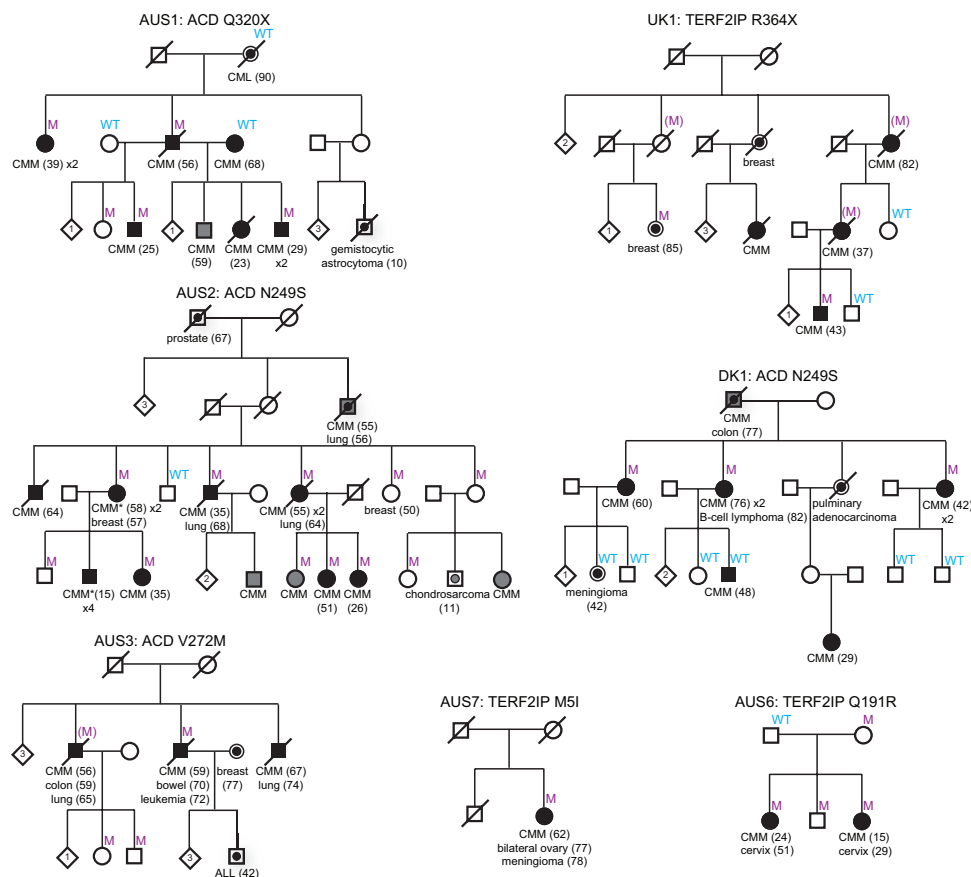 AUS1: ACD Q320X
WT
CML (90)
M
WT
M
WT
CMM (39) x2
CMM (56)
CMM (68)
1
M
M
1
M
3
CMM (25)
CMM
(59)
CMM
(23)
CMM (29)
x2
gemistocytic
astrocytoma (10)
UK1: TERF2IP R364X
2
(M)
breast
CMM (82)
1
M
breast (85)
3
CMM
(M)
CMM (37)
WT
1
M
WT
CMM (43)
AUS2: ACD N249S
prostate (67)
3
CMM (55)
lung (56)
CMM (64)
M
CMM* (58) x2
breast (57)
WT
M
CMM (35)
lung (68)
M
CMM (55) x2
lung (64)
M
breast (50)
M
M
M
M
2
M
M
M
M
CMM*(15)
x4
CMM (35)
CMM
CMM
CMM
(51)
CMM
(26)
chondrosarcoma
(11)
CMM
DK1: ACD N249S
CMM
colon (77)
M
CMM (60)
M
CMM (76) x2
B-cell lymphoma (82)
pulmonary
adenocarcinoma
M
CMM (42)
x2
1
WT
WT
2
WT
WT
WT
WT
meningioma
(42)
CMM (48)
CMM (29)
AUS3: ACD V272M
3
(M)
CMM (56)
colon (59)
lung (65)
M
CMM (59)
bowel (70)
leukemia (72)
breast
(77)
CMM (67)
lung (74)
1
M
M
3
ALL (42)
AUS7: TERF2IP M5I
M
CMM (62)
bilateral ovary (77)
meningioma (78)
AUS6: TERF2IP Q191R
WT
M
M
M
M
CMM (24)
cervix (51)
CMM (15)
cervix (29)